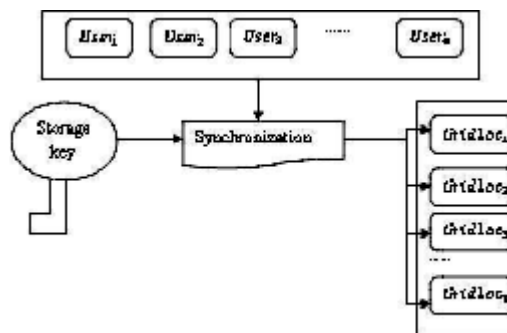 User₁ User₂ User₃ ...... Userₙ
Storage
key
Synchronization
Gridloc₁
Gridloc₂
Gridloc₃
......
Gridlocₙ